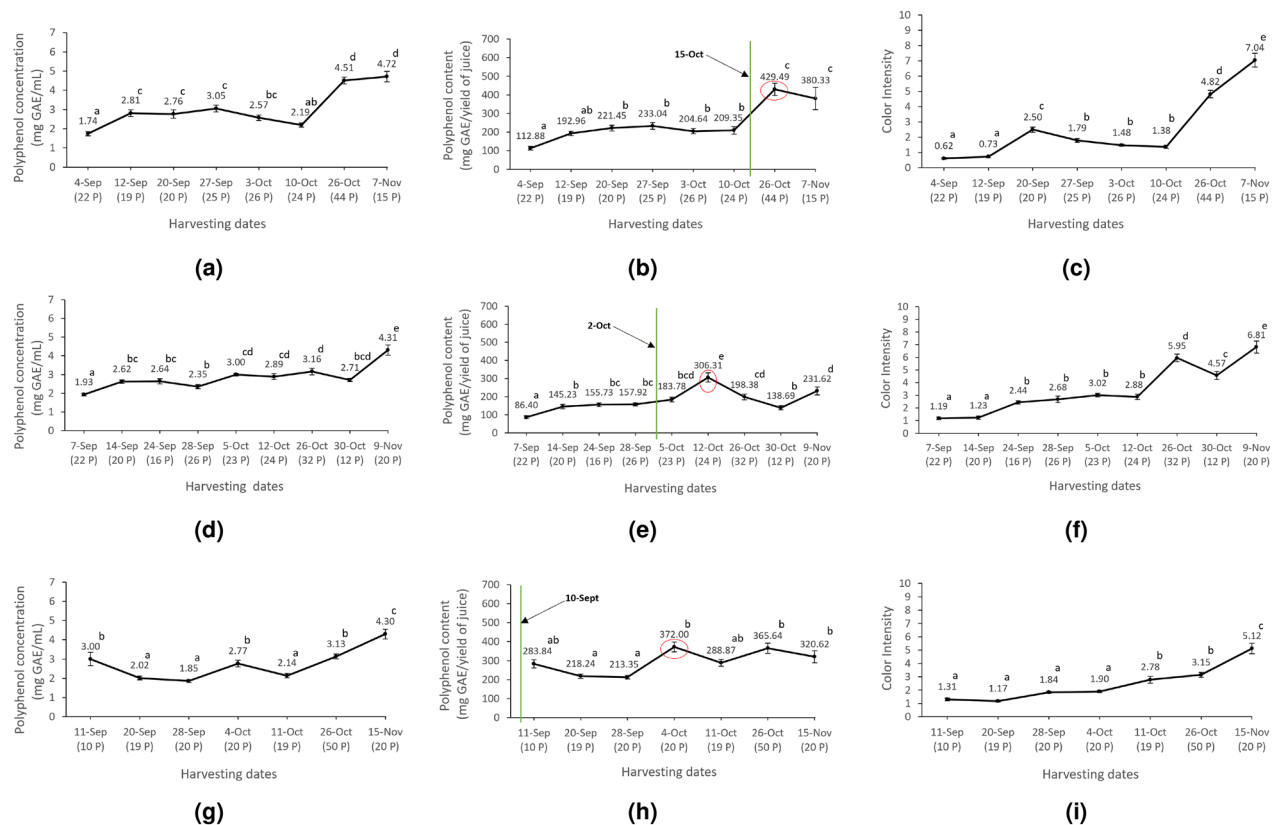 Polyphenol concentration
(mg GAE/mL)
7
6
5
4
3
2
1
0
1.74
a
2.81
c
2.76
c
3.05
c
2.57
bc
2.19
ab
4.51
d
4.72
d
4-Sep 12-Sep 20-Sep 27-Sep 3-Oct 10-Oct 26-Oct 7-Nov
(22 P) (19 P) (20 P) (25 P) (26 P) (24 P) (44 P) (15 P)
Harvesting dates
(a)
Polyphenol content
(mg GAE/yield of juice)
700
600
500
400
300
200
100
0
15-Oct
112.88
a
192.96
ab
221.45
b
233.04
b
204.64
b
209.35
b
429.49
c
380.33
c
4-Sep 12-Sep 20-Sep 27-Sep 3-Oct 10-Oct 26-Oct 7-Nov
(22 P) (19 P) (20 P) (25 P) (26 P) (24 P) (44 P) (15 P)
Harvesting dates
(b)
Color Intensity
10
9
8
7
6
5
4
3
2
1
0
0.62
a
0.73
a
2.50
c
1.79
b
1.48
b
1.38
b
4.82
d
7.04
e
4-Sep 12-Sep 20-Sep 27-Sep 3-Oct 10-Oct 26-Oct 7-Nov
(22 P) (19 P) (20 P) (25 P) (26 P) (24 P) (44 P) (15 P)
Harvesting dates
(c)
Polyphenol concentration
(mg GAE/mL)
7
6
5
4
3
2
1
0
1.93
a
2.62
bc
2.64
bc
2.35
b
3.00
cd
2.89
cd
3.16
d
2.71
bcd
4.31
e
7-Sep 14-Sep 24-Sep 28-Sep 5-Oct 12-Oct 26-Oct 30-Oct 9-Nov
(22 P) (20 P) (16 P) (26 P) (23 P) (24 P) (32 P) (12 P) (20 P)
Harvesting dates
(d)
Polyphenol content
(mg GAE/yield of juice)
700
600
500
400
300
200
100
0
2-Oct
86.40
a
145.23
b
155.73
bc
157.92
bc
183.78
bcd
306.31
e
198.38
cd
138.69
b
231.62
d
7-Sep 14-Sep 24-Sep 28-Sep 5-Oct 12-Oct 26-Oct 30-Oct 9-Nov
(22 P) (20 P) (16 P) (26 P) (23 P) (24 P) (32 P) (12 P) (20 P)
Harvesting dates
(e)
Color Intensity
10
9
8
7
6
5
4
3
2
1
0
1.19
a
1.23
a
2.44
b
2.68
b
3.02
b
2.88
b
5.95
d
4.57
c
6.81
e
7-Sep 14-Sep 24-Sep 28-Sep 5-Oct 12-Oct 26-Oct 30-Oct 9-Nov
(22 P) (20 P) (16 P) (26 P) (23 P) (24 P) (32 P) (12 P) (20 P)
Harvesting dates
(f)
Polyphenol concentration
(mg GAE/mL)
7
6
5
4
3
2
1
0
3.00
b
2.02
a
1.85
a
2.77
b
2.14
a
3.13
b
4.30
c
11-Sep 20-Sep 28-Sep 4-Oct 11-Oct 26-Oct 15-Nov
(10 P) (19 P) (20 P) (20 P) (19 P) (50 P) (20 P)
Harvesting dates
(g)
Polyphenol content
(mg GAE/yield of juice)
700
600
500
400
300
200
100
0
10-Sept
283.84
ab
218.24
a
213.35
a
372.00
b
288.87
ab
365.64
b
320.62
ab
11-Sep 20-Sep 28-Sep 4-Oct 11-Oct 26-Oct 15-Nov
(10 P) (19 P) (20 P) (20 P) (19 P) (50 P) (20 P)
Harvesting dates
(h)
Color Intensity
10
9
8
7
6
5
4
3
2
1
0
1.31
a
1.17
a
1.84
a
1.90
a
2.78
b
3.15
b
5.12
c
11-Sep 20-Sep 28-Sep 4-Oct 11-Oct 26-Oct 15-Nov
(10 P) (19 P) (20 P) (20 P) (19 P) (50 P) (20 P)
Harvesting dates
(i)